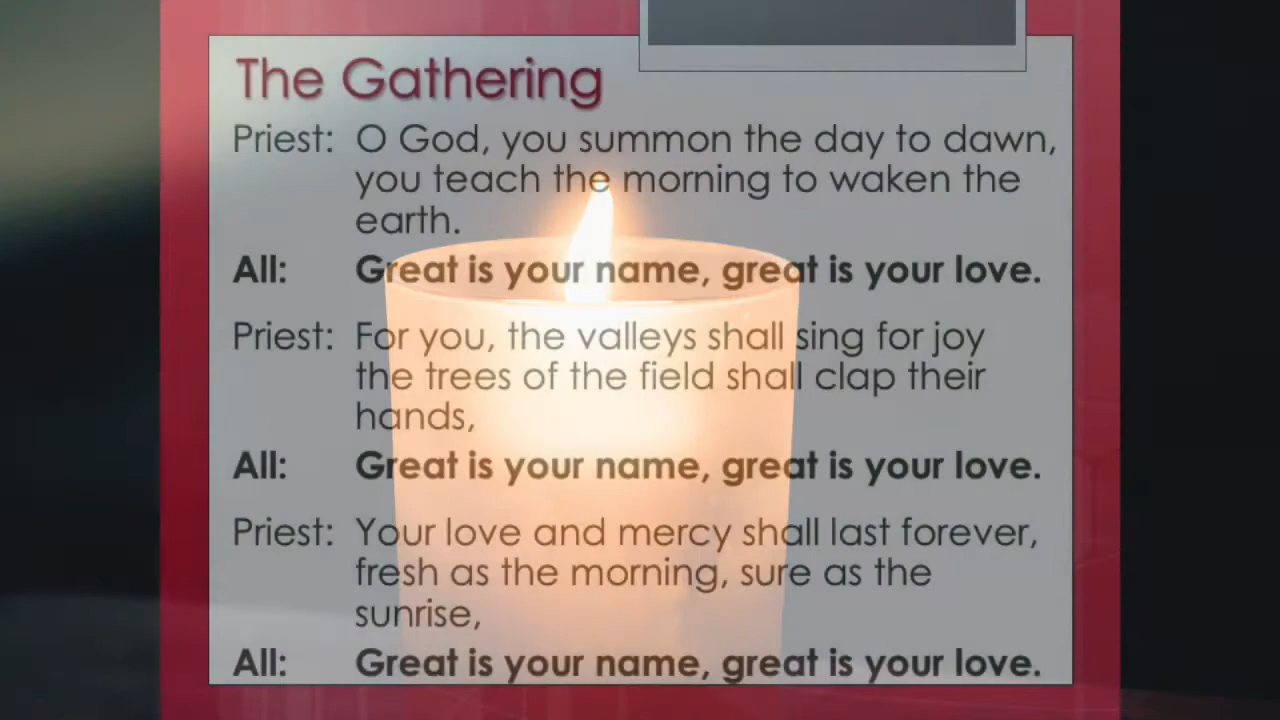 The Gathering
Priest: O God, you summon the day to dawn,
you teach the morning to waken the
earth.
All: Great is your name, great is your love.
Priest: For you, the valleys shall sing for joy
the trees of the field shall clap their
hands,
All: Great is your name, great is your love.
Priest: Your love and mercy shall last forever,
fresh as the morning, sure as the
sunrise,
All: Great is your name, great is your love.